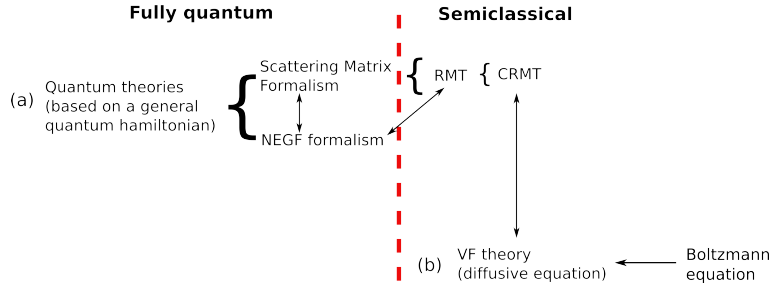 Fully quantum
Semiclassical
(a)
Quantum theories
(based on a general
quantum hamiltonian)
Scattering Matrix
Formalism
NEGF formalism
RMT
CRMT
(b)
VF theory
(diffusive equation)
Boltzmann
equation